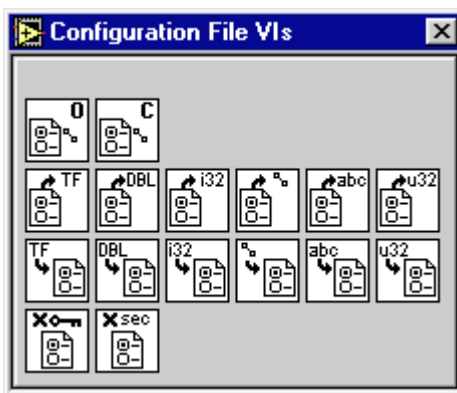 Configuration File VIs
O C
TF DBL i32 abc u32
TF DBL i32 abc u32
sec